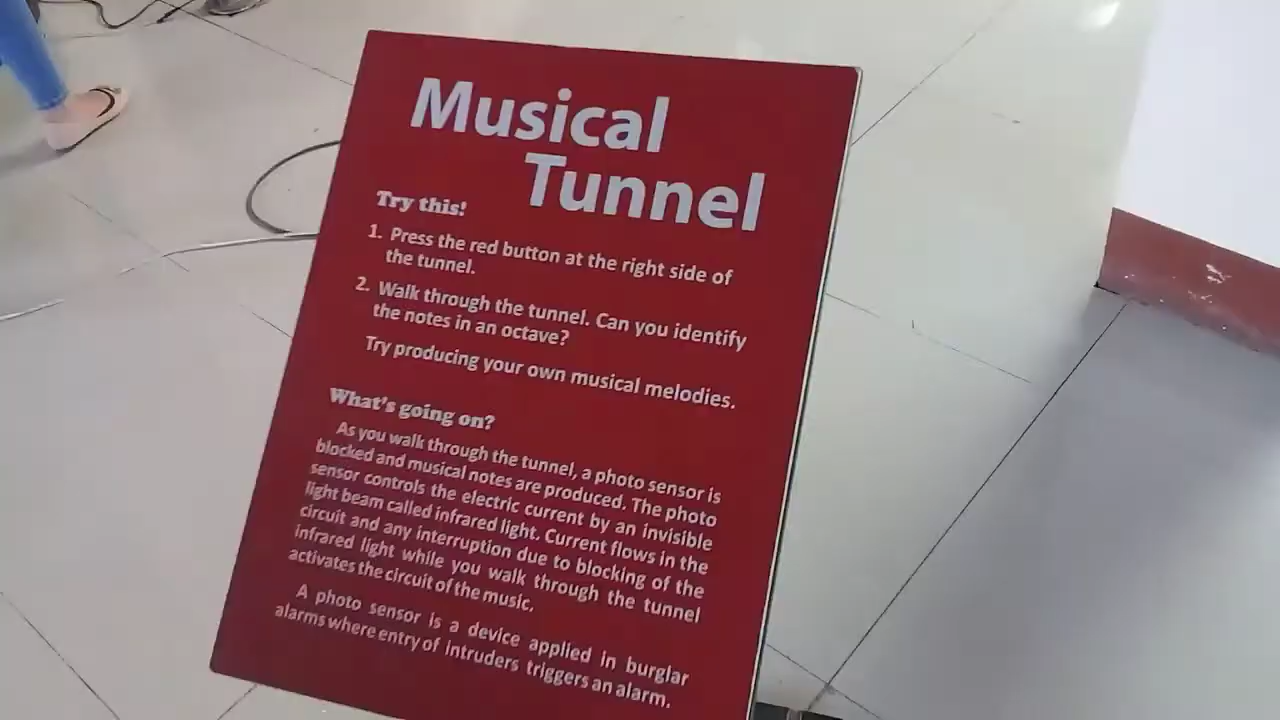 Musical
Tunnel
Try this!
1. Press the red button at the right side of
the tunnel.
2. Walk through the tunnel. Can you identify
the notes in an octave?
Try producing your own musical melodies.
What's going on?
As you walk through the tunnel, a photo sensor is
blocked and musical notes are produced. The photo
sensor controls the electric current by an invisible
light beam called infrared light. Current flows in the
circuit and any interruption due to blocking of the
infrared light while you walk through the tunnel
activates the circuit of the music.
A photo sensor is a device applied in burglar
alarms where entry of intruders triggers an alarm.